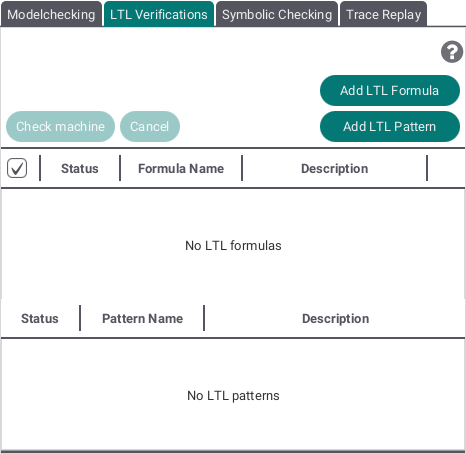 Modelchecking LTL Verifications Symbolic Checking Trace Replay
?
Add LTL Formula
Check machine Cancel Add LTL Pattern
Status Formula Name Description
No LTL formulas
Status Pattern Name Description
No LTL patterns